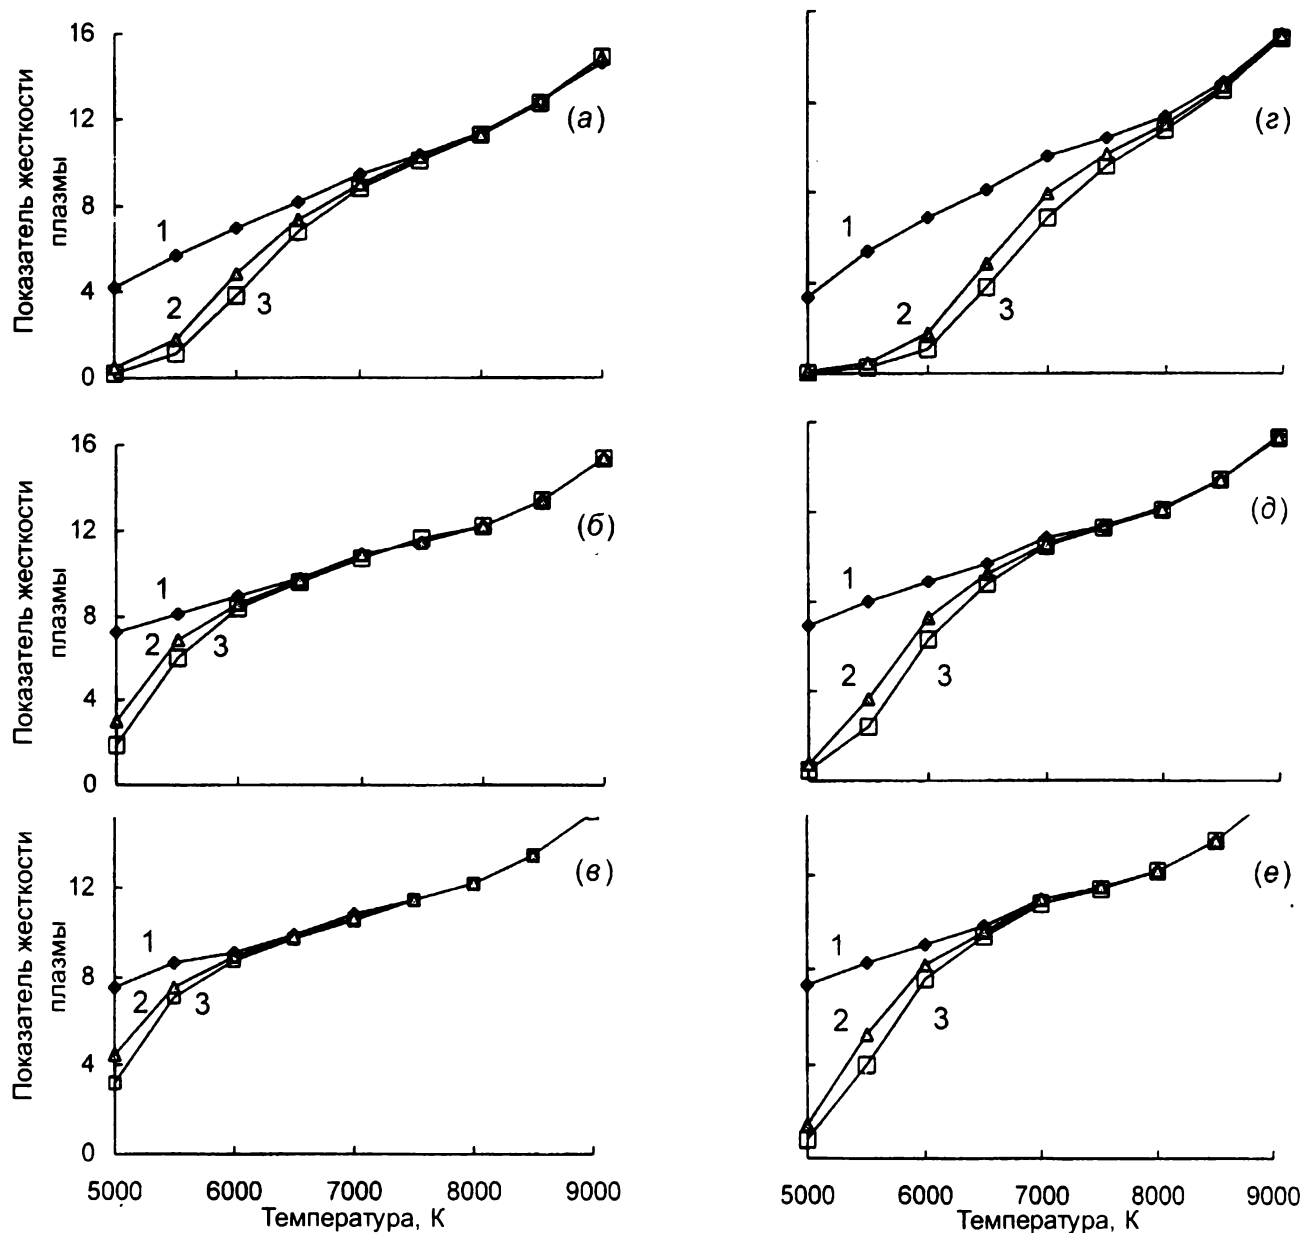 Показатель жесткости
плазмы
16
12
8
4
0
1
2
3
(а)
1
2
3
(г)
Показатель жесткости
плазмы
16
12
8
4
0
1
2
3
(б)
1
2
3
(д)
Показатель жесткости
плазмы
12
8
4
0
1
2
3
(в)
1
2
3
(е)
5000 6000 7000 8000 9000
Температура, К
5000 6000 7000 8000 9000
Температура, К